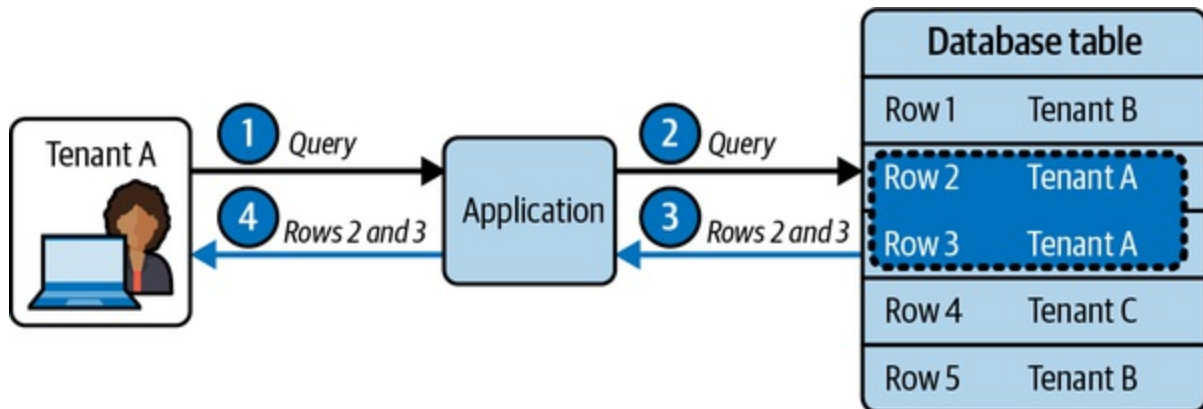 Tenant A
1 Query
Application
4 Rows 2 and 3
2 Query
3 Rows 2 and 3
Database table
Row 1 Tenant B
Row 2 Tenant A
Row 3 Tenant A
Row 4 Tenant C
Row 5 Tenant B